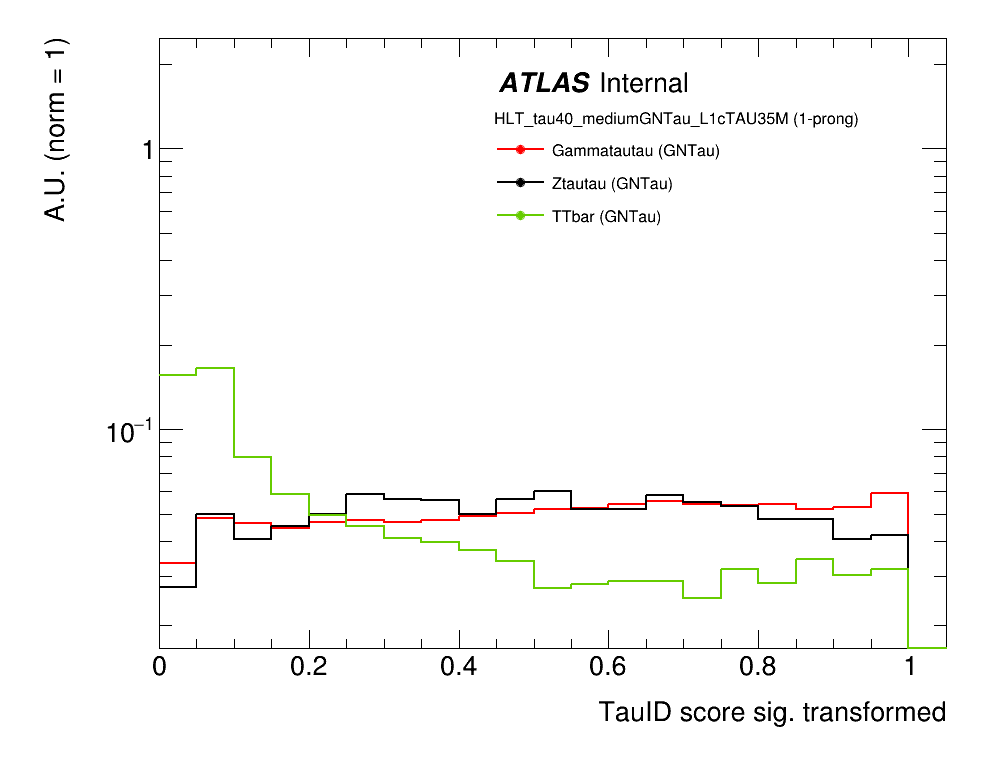 A.U. (norm = 1)
ATLAS Internal
HLT_tau40_mediumGNTau_L1cTAU35M (1-prong)
Gammatautau (GNTau)
Ztautau (GNTau)
TTbar (GNTau)
1
10⁻¹
0 0.2 0.4 0.6 0.8 1
TauID score sig. transformed